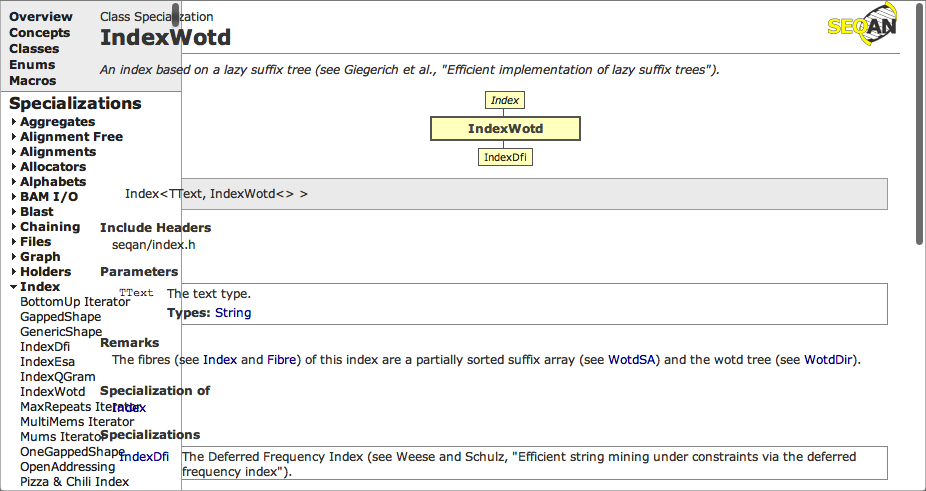 Overview
Concepts
Classes
Enums
Macros
Specializations
Aggregates
Alignment Free
Alignments
Allocators
Alphabets
BAM I/O
Blast
Chaining
Files
Graph
Holders
Index
BottomUp Iterator
GappedShape
GenericShape
IndexDfi
IndexEsa
IndexQGram
IndexWotd
MaxRepeats Iterator
MultiMems Iterator
Mums Iterator
OneGappedShape
OpenAddressing
Pizza & Chili Index
Class Specialization
IndexWotd
SEQAN
An index based on a lazy suffix tree (see Giegerich et al., "Efficient implementation of lazy suffix trees").
Index
IndexWotd
IndexDfi
Index<TText, IndexWotd<> >
Include Headers
seqan/index.h
Parameters
TText The text type.
Types: String
Remarks
The fibres (see Index and Fibre) of this index are a partially sorted suffix array (see WotdSA) and the wotd tree (see WotdDir).
Specialization of
Index
Specializations
IndexDfi The Deferred Frequency Index (see Weese and Schulz, "Efficient string mining under constraints via the deferred
frequency index").